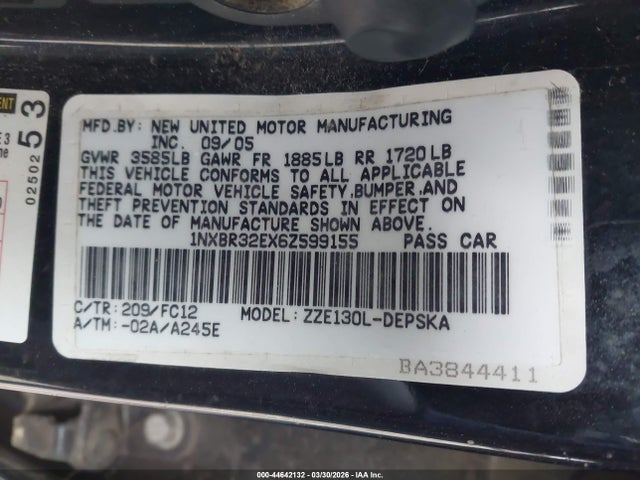 MFD.BY: NEW UNITED MOTOR MANUFACTURING
INC. 09/05
GVWR 3585LB GAWR FR 1885LB RR 1720LB
THIS VEHICLE CONFORMS TO ALL APPLICABLE
FEDERAL MOTOR VEHICLE SAFETY,BUMPER,AND
THEFT PREVENTION STANDARDS IN EFFECT ON
THE DATE OF MANUFACTURE SHOWN ABOVE.
1NXBR32EX6Z599155 PASS CAR
C/TR: 209/FC12 MODEL: ZZE130L-DEPSKA
A/TM: -02A/A245E
BA3844411
02502
53
000-44642132 | 03/30/2026 | IAA Inc.